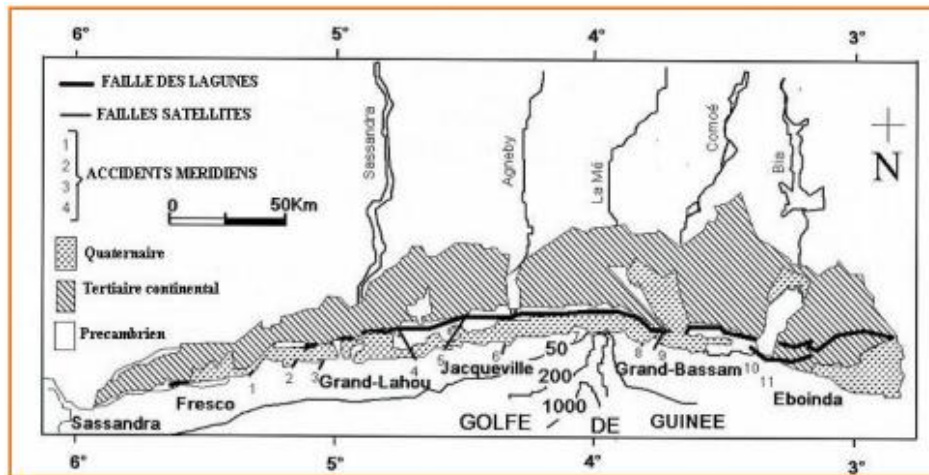 6° 5° 4° 3°
FAILLE DES LAGUNES
FAILLES SATELLITES
1
2
3
4
ACCIDENTS MERIDIENS
0 50Km
Quaternaire
Tertiaire continental
Precambrien
Sassandra
Agneby
La Mé
Comoé
Bia
N
1 2 3 4 5 6 8 9 10 11
50
200
1000
Sassandra
Fresco
Grand-Lahou
Jacqueville
Grand-Bassam
Eboinda
GOLFE DE GUINEE
6° 5° 4° 3°